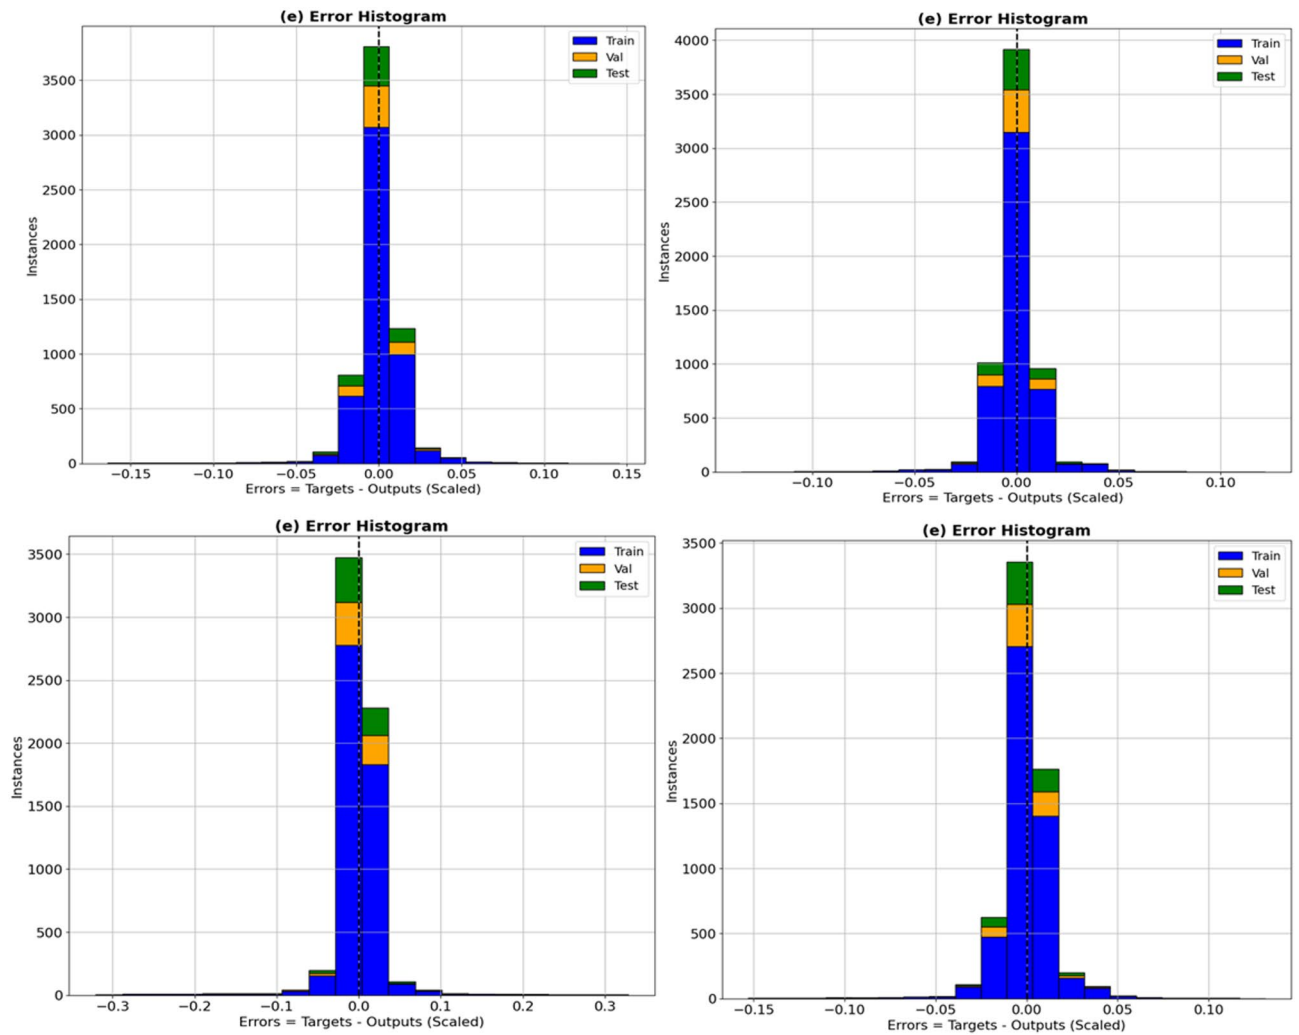 (e) Error Histogram
Train
Val
Test
3500
3000
2500
2000
1500
1000
500
0
Instances
−0.15 −0.10 −0.05 0.00 0.05 0.10 0.15
Errors = Targets - Outputs (Scaled)
(e) Error Histogram
Train
Val
Test
4000
3500
3000
2500
2000
1500
1000
500
0
Instances
−0.10 −0.05 0.00 0.05 0.10
Errors = Targets - Outputs (Scaled)
(e) Error Histogram
Train
Val
Test
3500
3000
2500
2000
1500
1000
500
0
Instances
−0.3 −0.2 −0.1 0.0 0.1 0.2 0.3
Errors = Targets - Outputs (Scaled)
(e) Error Histogram
Train
Val
Test
3500
3000
2500
2000
1500
1000
500
0
Instances
−0.15 −0.10 −0.05 0.00 0.05 0.10
Errors = Targets - Outputs (Scaled)